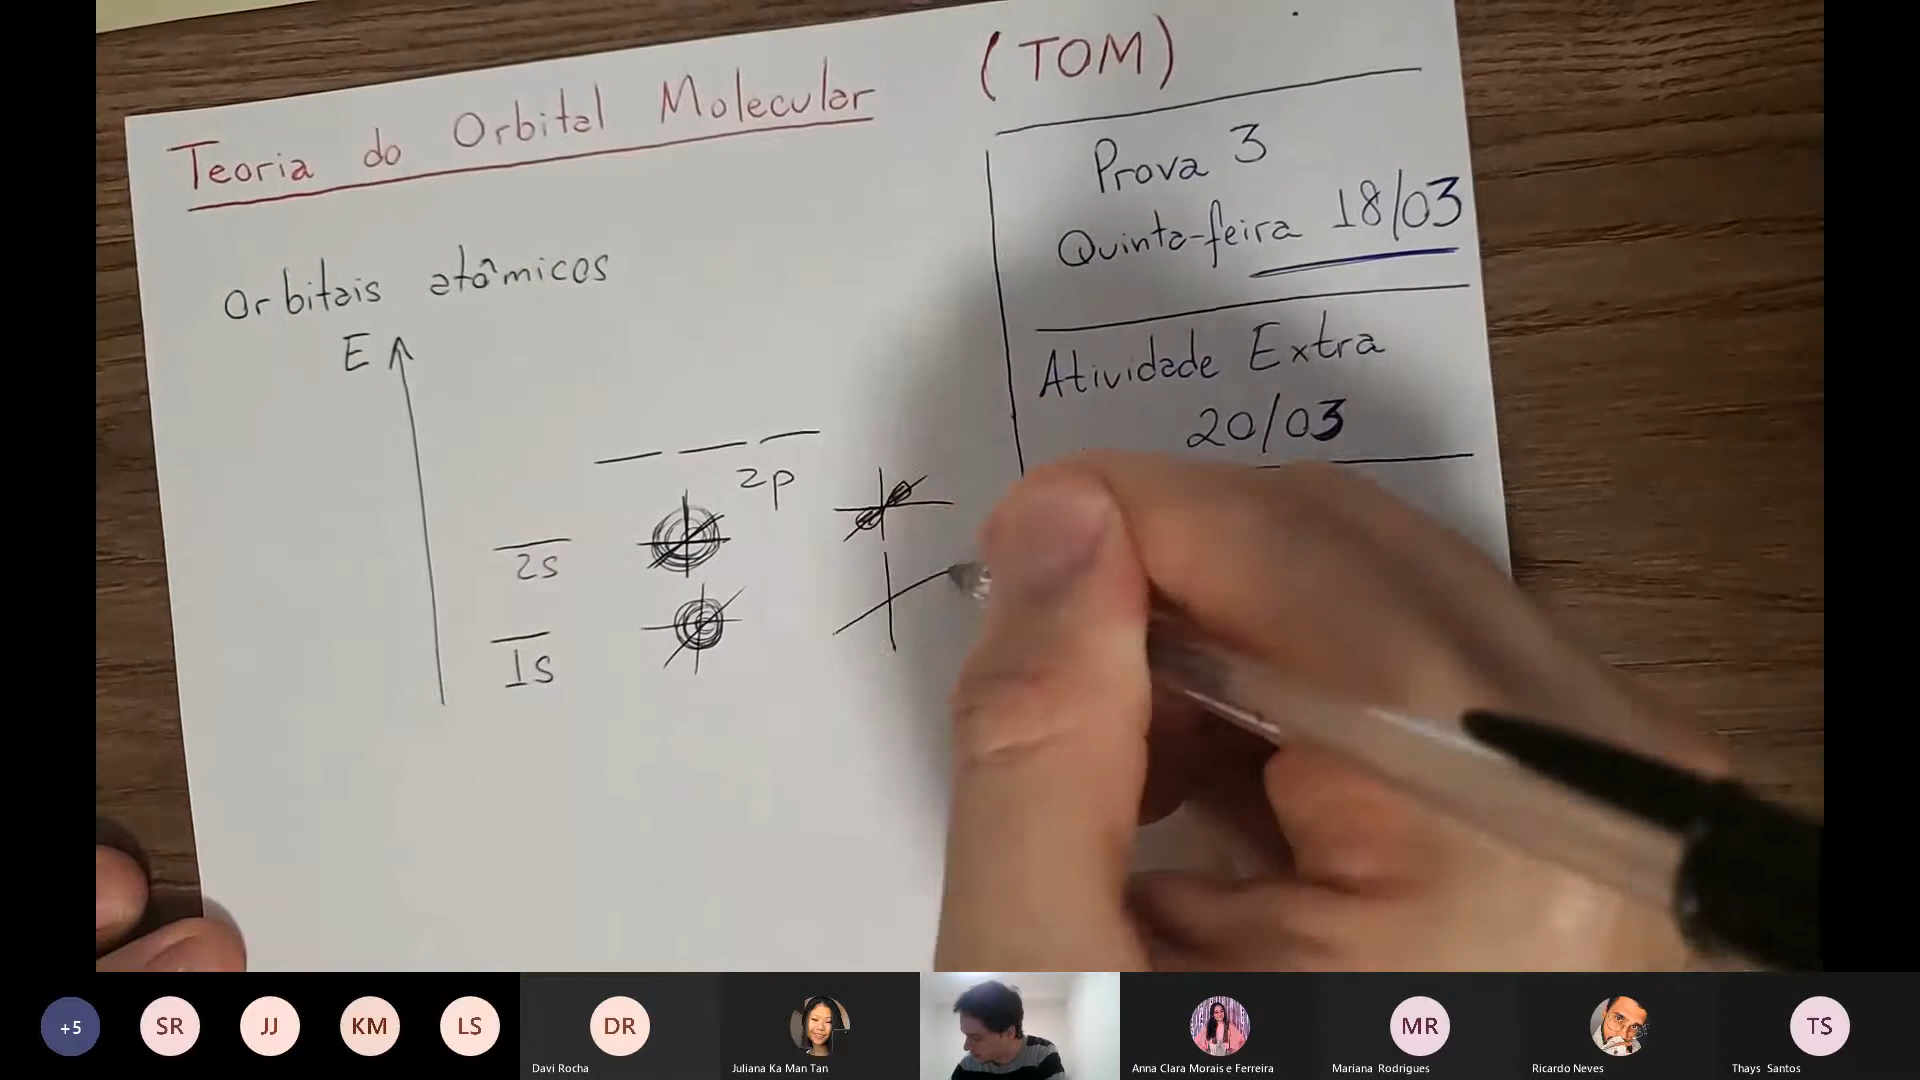 Teoria do Orbital Molecular (TOM)
Prova 3
Quinta-feira 18/03
Atividade Extra
20/03
Orbitais atômicos
E
2p
2s
1s
+5
SR
JJ
KM
LS
DR
Davi Rocha
Juliana Ka Man Tan
Anna Clara Morais e Ferreira
MR
Mariana Rodrigues
Ricardo Neves
TS
Thays Santos